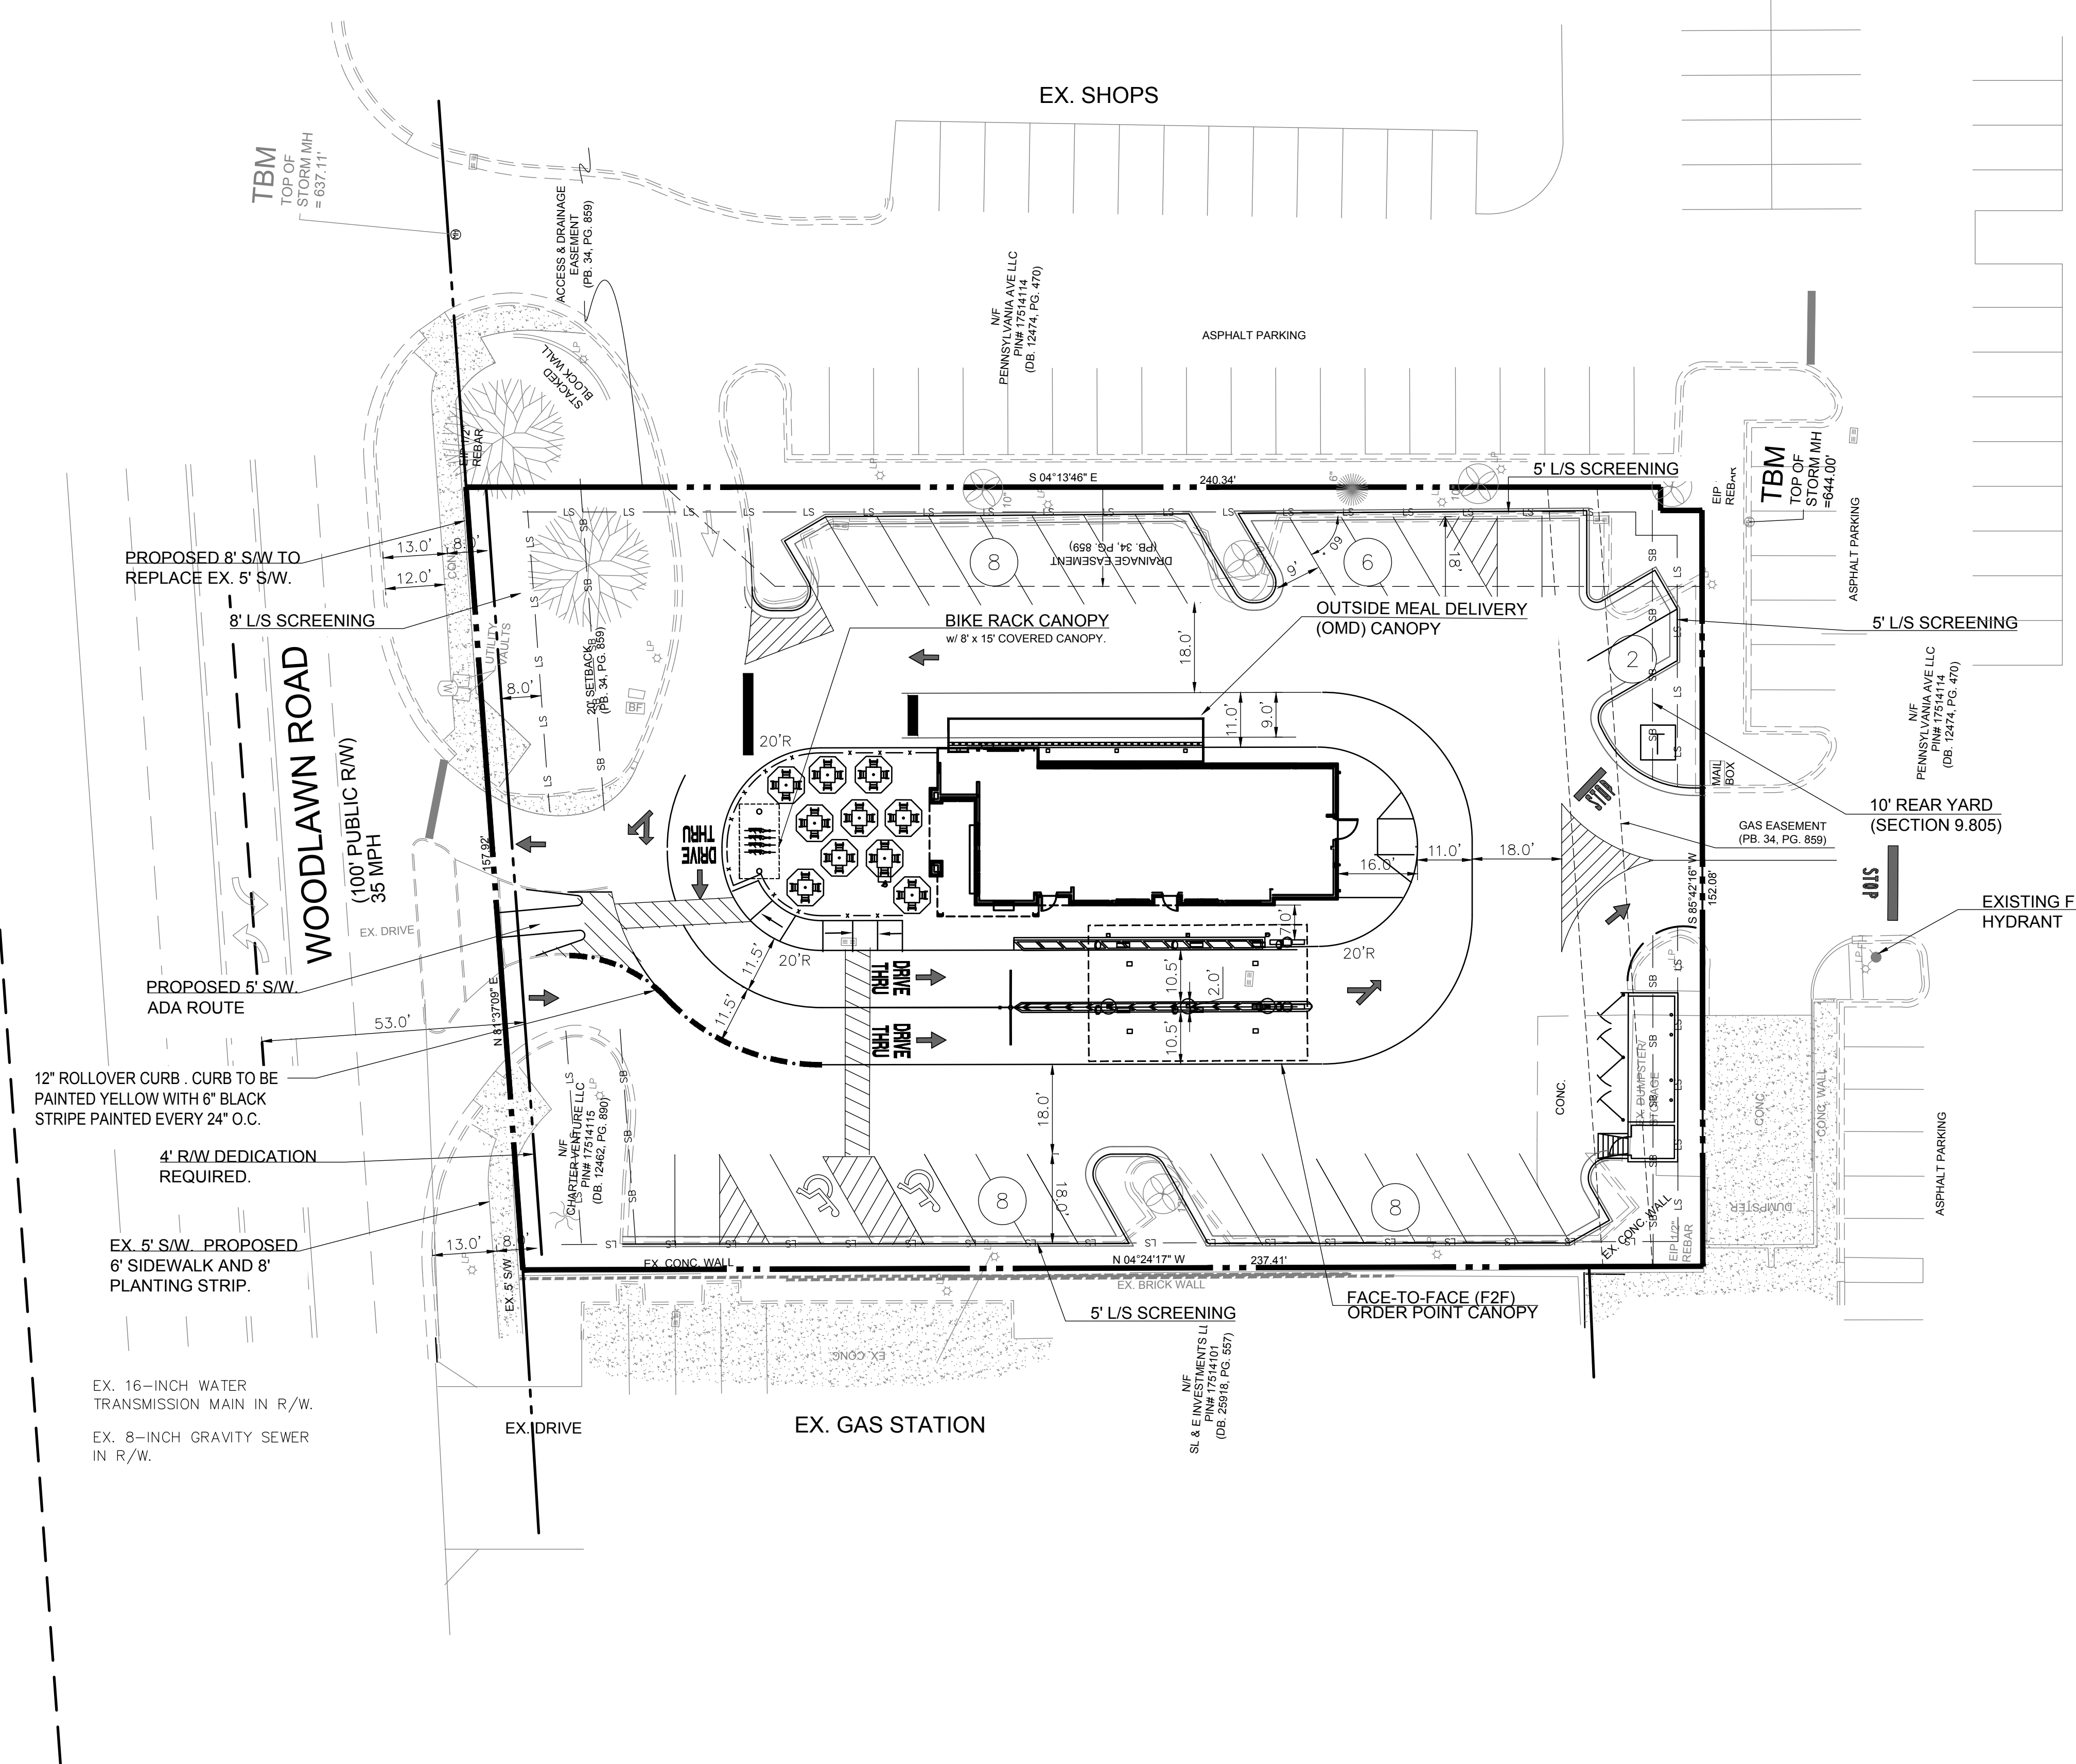 EX. SHOPS
TBM
TOP OF
STORM MH
= 637.11'
ACCESS & DRAINAGE
EASEMENT
(PB. 34, PG. 859)
N/F
PENNSYLVANIA AVE LLC
PIN# 17514114
(DB. 12474, PG. 470)
ASPHALT PARKING
STACKED
BLOCK WALL
LP
EIP 1/2"
REBAR
S 04°13'46" E
240.34'
5' L/S SCREENING
EIP
TBM
TOP OF
STORM MH
=644.00'
ASPHALT PARKING
ASPHALT PARKING
PROPOSED 8' S/W TO
REPLACE EX. 5' S/W.
13.0'
12.0'
8' L/S SCREENING
UTILITY
VAULTS
8.0'
20' SETBACK
(PB. 34, PG. 859)
BF
DRAINAGE EASEMENT
(PB. 34, PG. 859)
8
6
60°
9'
18'
10"
6"
BIKE RACK CANOPY
w/ 8' x 15' COVERED CANOPY.
OUTSIDE MEAL DELIVERY
(OMD) CANOPY
18.0'
11.0'
9.0'
2
5' L/S SCREENING
N/F
PENNSYLVANIA AVE LLC
PIN# 17514114
(DB. 12474, PG. 470)
MAIL
BOX
10' REAR YARD
(SECTION 9.805)
GAS EASEMENT
(PB. 34, PG. 859)
STOP
STOP
S 85°42'16" W
152.08'
EXISTING F
HYDRANT
WOODLAWN ROAD
(100' PUBLIC R/W)
35 MPH
EX. DRIVE
157.92'
N 81°37'09" E
20'R
DRIVE
THRU
16.0'
11.0'
18.0'
7.0'
20'R
20'R
11.5'
11.5'
DRIVE
THRU
DRIVE
THRU
10.5'
2.0'
10.5'
PROPOSED 5' S/W.
ADA ROUTE
53.0'
12" ROLLOVER CURB . CURB TO BE
PAINTED YELLOW WITH 6" BLACK
STRIPE PAINTED EVERY 24" O.C.
4' R/W DEDICATION
REQUIRED.
N/F
CHARTER VENTURE LLC
PIN# 17514115
(DB. 12462, PG. 890)
18.0'
18.0'
8
8
CONC.
EX. DUMPSTER/
STORAGE
CONC.
CONC. WALL
DUMPSTER
ASPHALT PARKING
EX. 5' S/W. PROPOSED
6' SIDEWALK AND 8'
PLANTING STRIP.
13.0'
EX. 5' S/W
EX. CONC. WALL
N 04°24'17" W
237.41'
EX. CONC. WALL
EIP 1/2"
REBAR
EX. BRICK WALL
5' L/S SCREENING
FACE-TO-FACE (F2F)
ORDER POINT CANOPY
EX. CONC.
N/F
SL & E INVESTMENTS
PIN# 17514101
(DB. 25918, PG. 557)
EX. 16-INCH WATER
TRANSMISSION MAIN IN R/W.
EX. 8-INCH GRAVITY SEWER
IN R/W.
EX. DRIVE
EX. GAS STATION